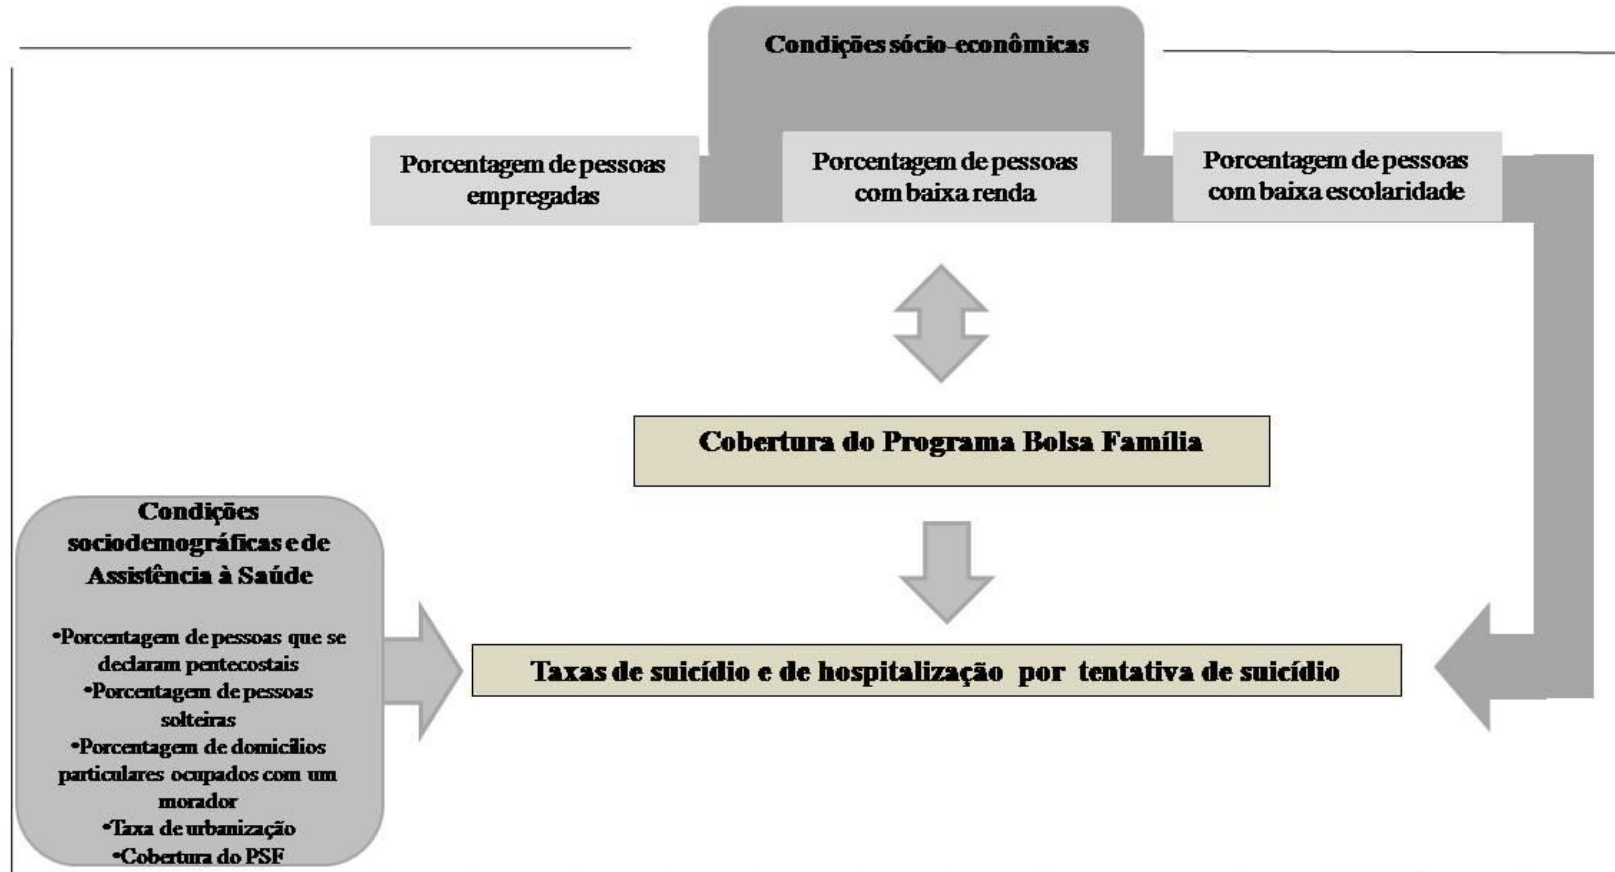 Condições sócio-econômicas
Porcentagem de pessoas
empregadas
Porcentagem de pessoas
com baixa renda
Porcentagem de pessoas
com baixa escolaridade
Cobertura do Programa Bolsa Família
Condições
sociodemográficas e de
Assistência à Saúde
•Porcentagem de pessoas que se
declaram pentecostais
•Porcentagem de pessoas
solteiras
•Porcentagem de domicílios
particulares ocupados com um
morador
•Taxa de urbanização
•Cobertura do PSF
Taxas de suicídio e de hospitalização por tentativa de suicídio